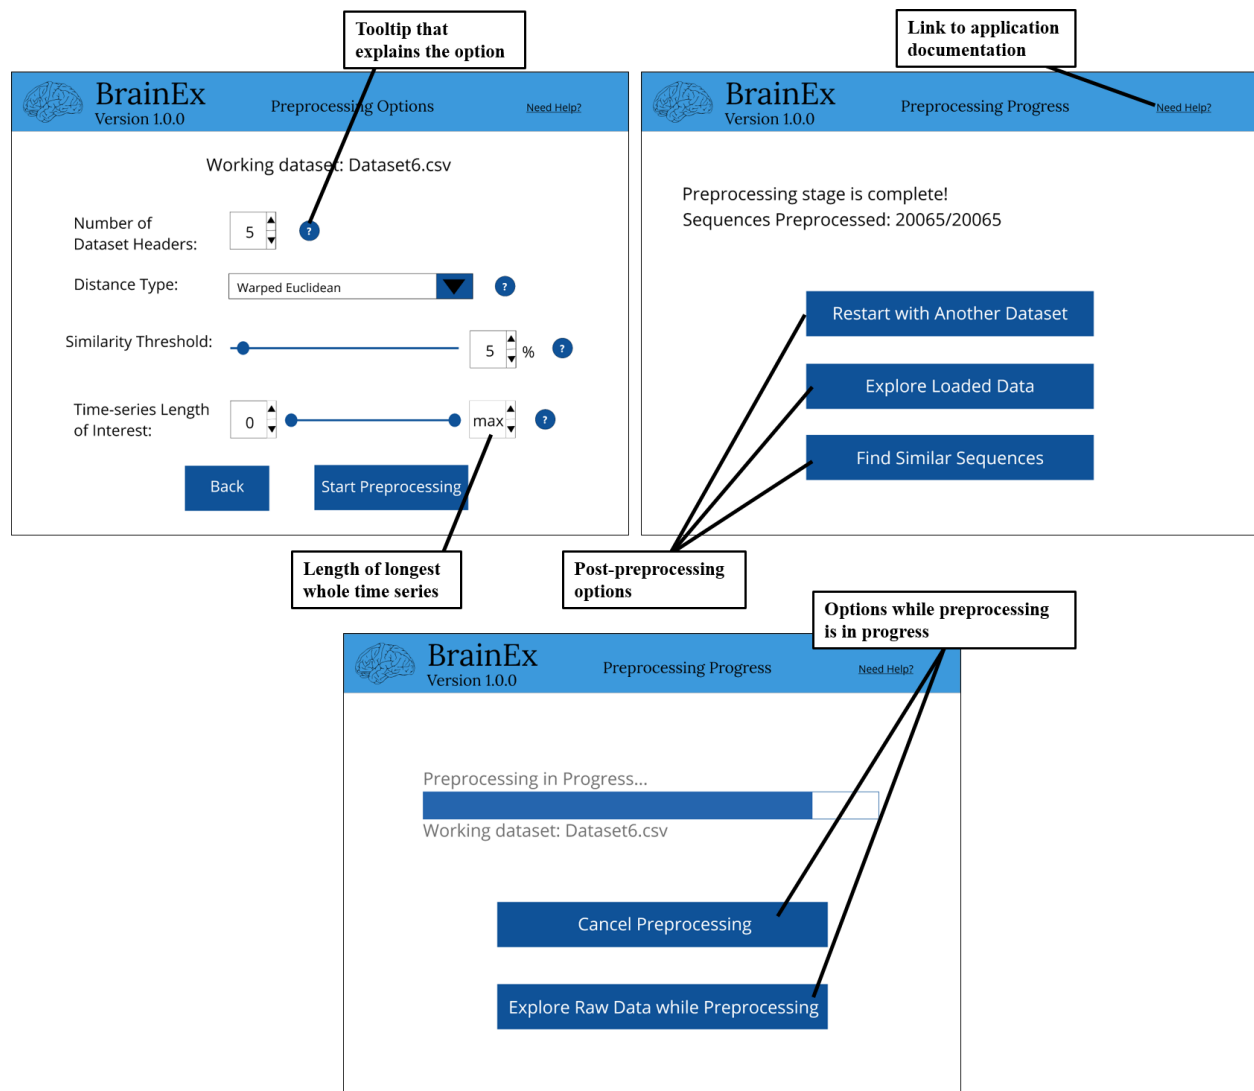 Tooltip that
explains the option
Link to application
documentation
BrainEx
Version 1.0.0
Preprocessing Options
Need Help?
Working dataset: Dataset6.csv
Number of
Dataset Headers:
5
?
Distance Type:
Warped Euclidean
?
Similarity Threshold:
5
%
?
Time-series Length
of Interest:
0
max
?
Back
Start Preprocessing
Length of longest
whole time series
BrainEx
Version 1.0.0
Preprocessing Progress
Need Help?
Preprocessing stage is complete!
Sequences Preprocessed: 20065/20065
Restart with Another Dataset
Explore Loaded Data
Find Similar Sequences
Post-preprocessing
options
Options while preprocessing
is in progress
BrainEx
Version 1.0.0
Preprocessing Progress
Need Help?
Preprocessing in Progress...
Working dataset: Dataset6.csv
Cancel Preprocessing
Explore Raw Data while Preprocessing